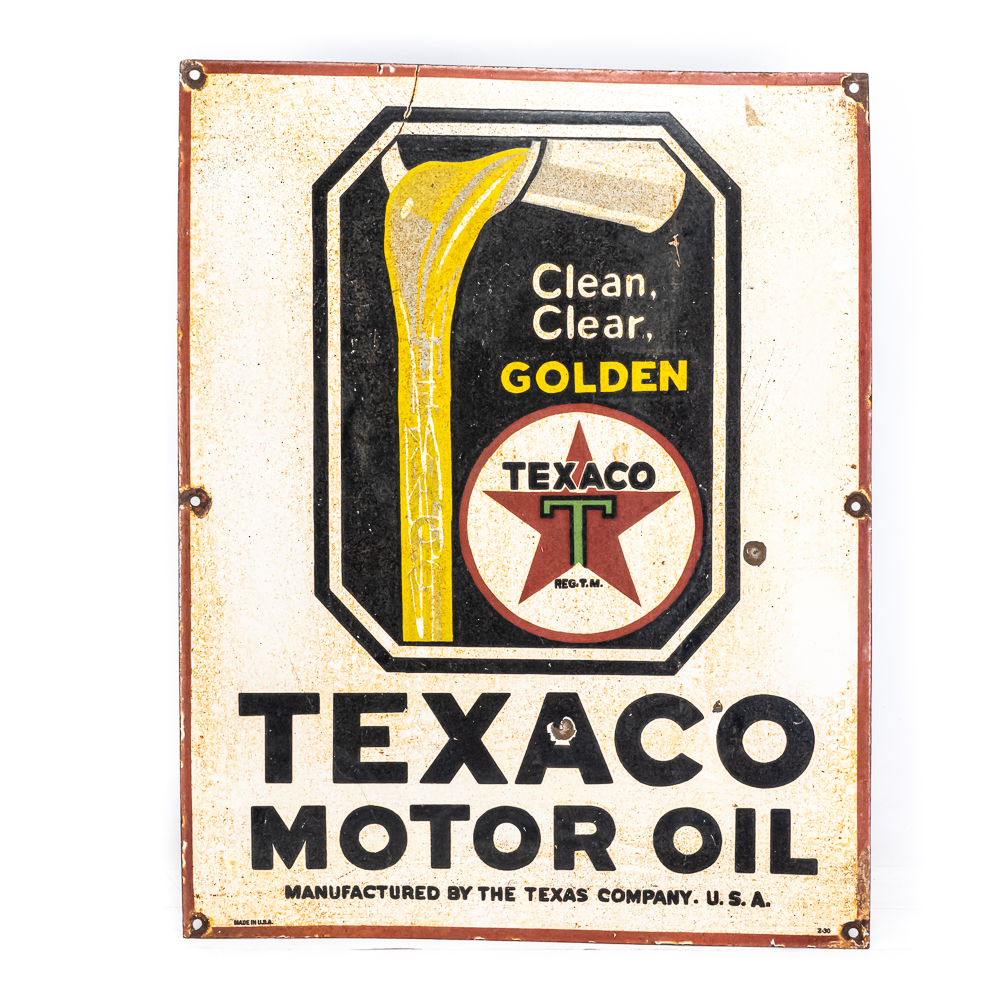 Clean,
Clear,
GOLDEN
TEXACO
T
REG. T. M.
TEXACO
MOTOR OIL
MANUFACTURED BY THE TEXAS COMPANY. U. S. A.
MADE IN U.S.A.
2-30